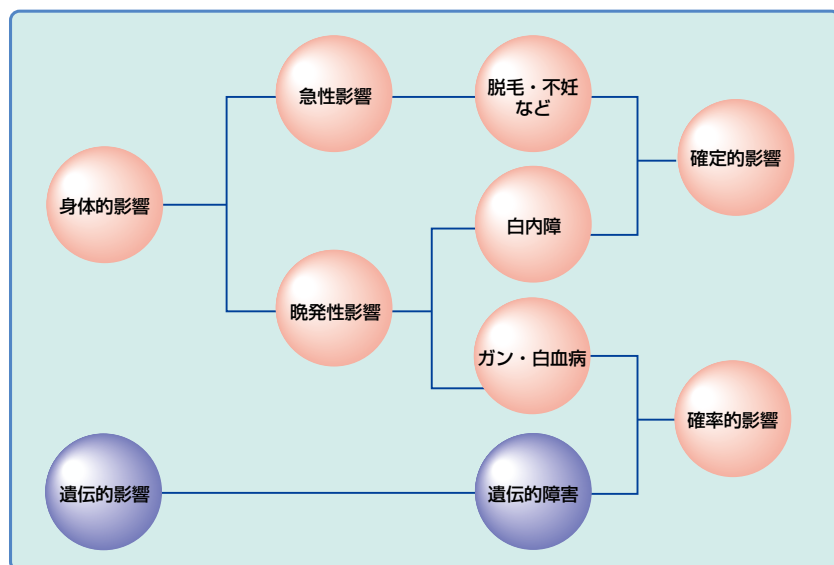 急性影響
脱毛・不妊
など
確定的影響
身体的影響
白内障
晩発性影響
ガン・白血病
確率的影響
遺伝的影響
遺伝的障害